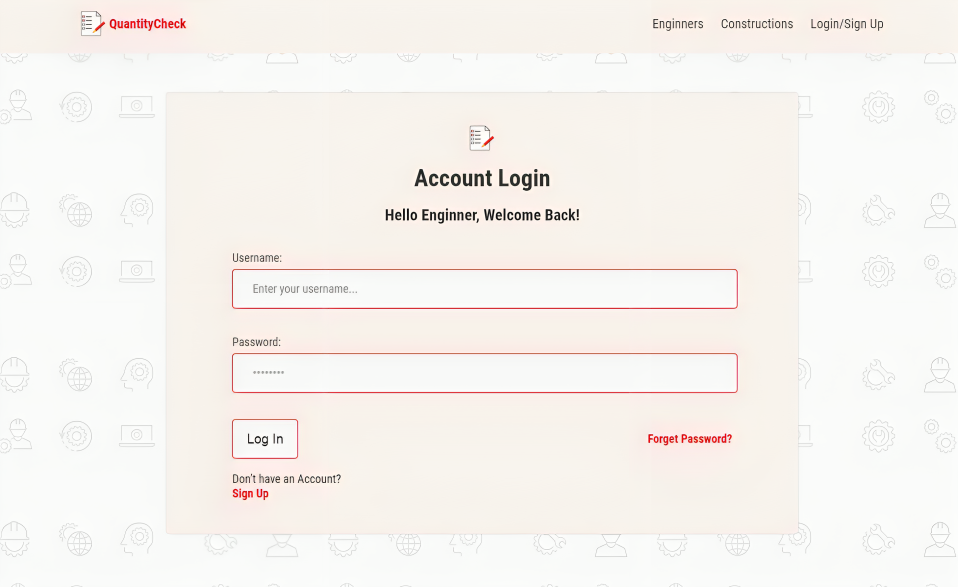 QuantityCheck
Enginners Constructions Login/Sign Up
Account Login
Hello Enginner, Welcome Back!
Username:
Enter your username...
Password:
••••••••
Log In
Forget Password?
Don't have an Account?
Sign Up